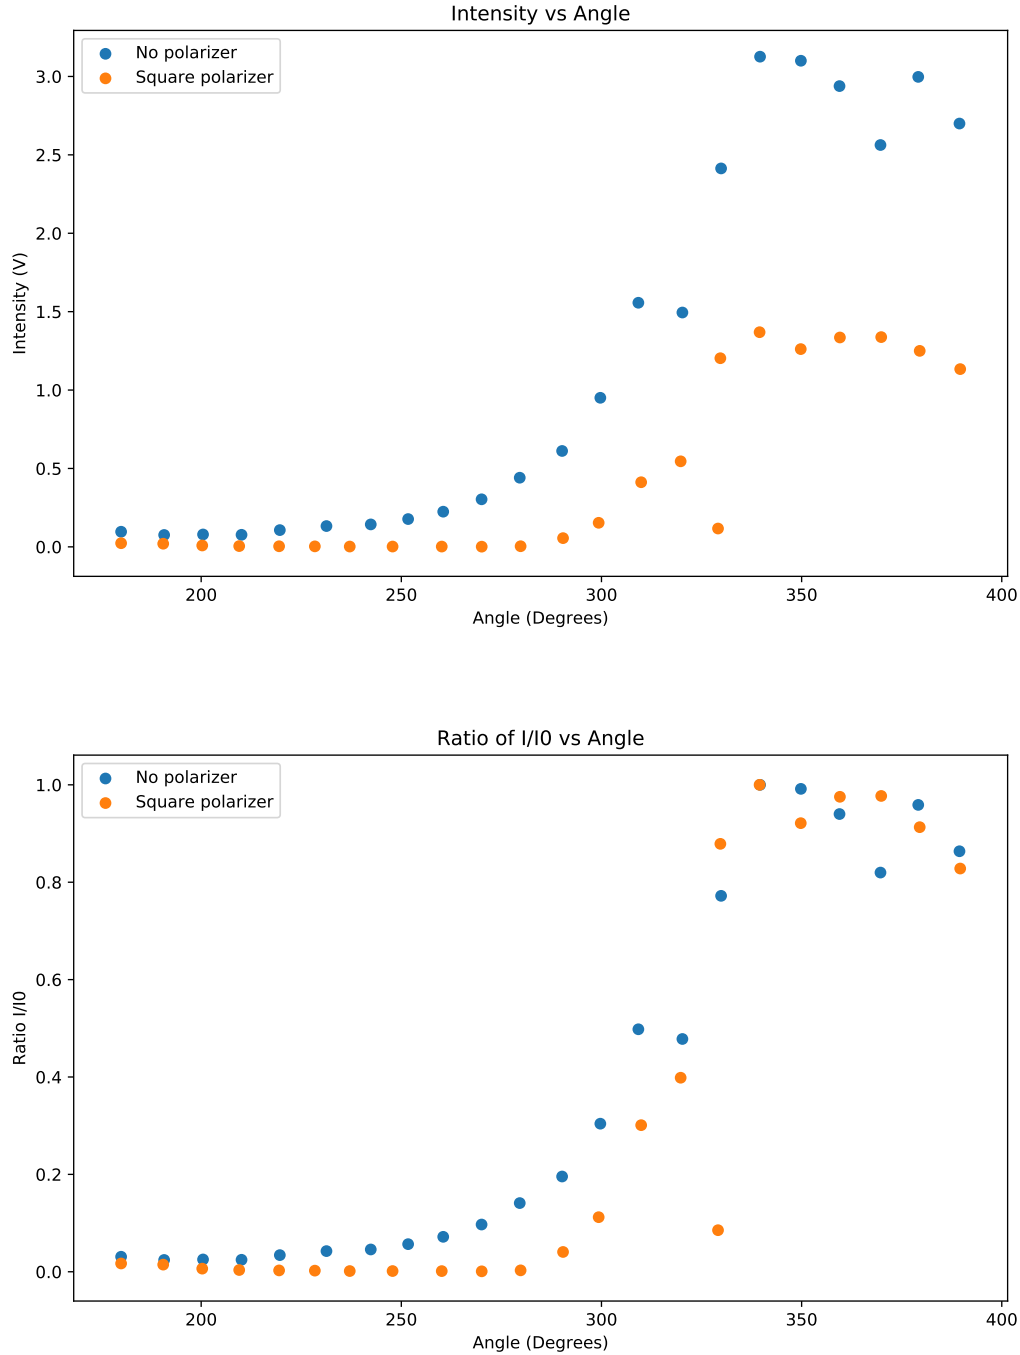 Intensity vs Angle
No polarizer
Square polarizer
3.0
2.5
2.0
1.5
1.0
0.5
0.0
Intensity (V)
200 250 300 350 400
Angle (Degrees)
Ratio of I/I0 vs Angle
No polarizer
Square polarizer
1.0
0.8
0.6
0.4
0.2
0.0
Ratio I/I0
200 250 300 350 400
Angle (Degrees)